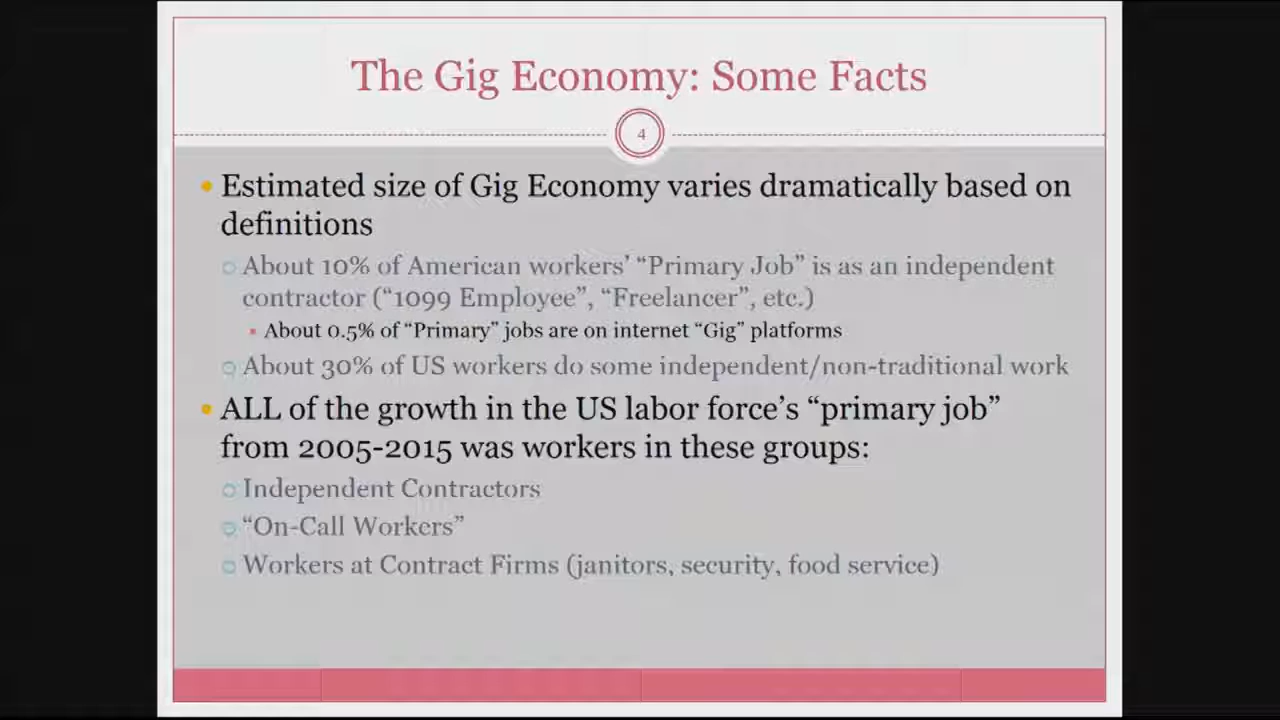 The Gig Economy: Some Facts
4
Estimated size of Gig Economy varies dramatically based on
definitions
About 10% of American workers’ “Primary Job” is as an independent
contractor (“1099 Employee”, “Freelancer”, etc.)
About 0.5% of “Primary” jobs are on internet “Gig” platforms
About 30% of US workers do some independent/non-traditional work
ALL of the growth in the US labor force’s “primary job”
from 2005-2015 was workers in these groups:
Independent Contractors
“On-Call Workers”
Workers at Contract Firms (janitors, security, food service)